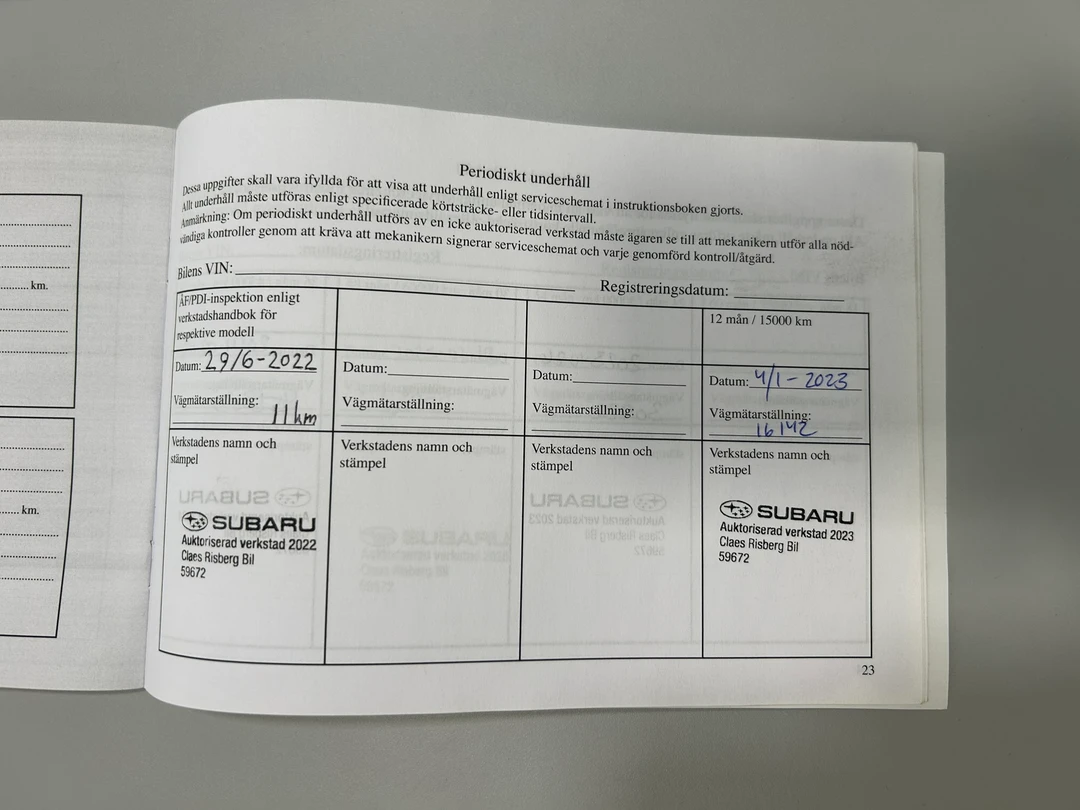 km.
km.
Periodiskt underhåll
Dessa uppgifter skall vara ifyllda för att visa att underhåll enligt serviceschemat i instruktionsboken gjorts.
Allt underhåll måste utföras enligt specificerade körtsträcke- eller tidsintervall.
Anmärkning: Om periodiskt underhåll utförs av en icke auktoriserad verkstad måste ägaren se till att mekanikern utför alla nöd-
vändiga kontroller genom att kräva att mekanikern signerar serviceschemat och varje genomförd kontroll/åtgärd.
Bilens VIN:
Registreringsdatum:
ÅF/PDI-inspektion enligt
verkstadshandbok för
respektive modell
Datum: 29/6-2022
Vägmätarställning:
11 km
Verkstadens namn och
stämpel
SUBARU
Auktoriserad verkstad 2022
Claes Risberg Bil
59672
Datum:
Vägmätarställning:
Verkstadens namn och
stämpel
Datum:
Vägmätarställning:
Verkstadens namn och
stämpel
12 mån / 15000 km
Datum: 4/1-2023
Vägmätarställning:
16142
Verkstadens namn och
stämpel
SUBARU
Auktoriserad verkstad 2023
Claes Risberg Bil
59672
23